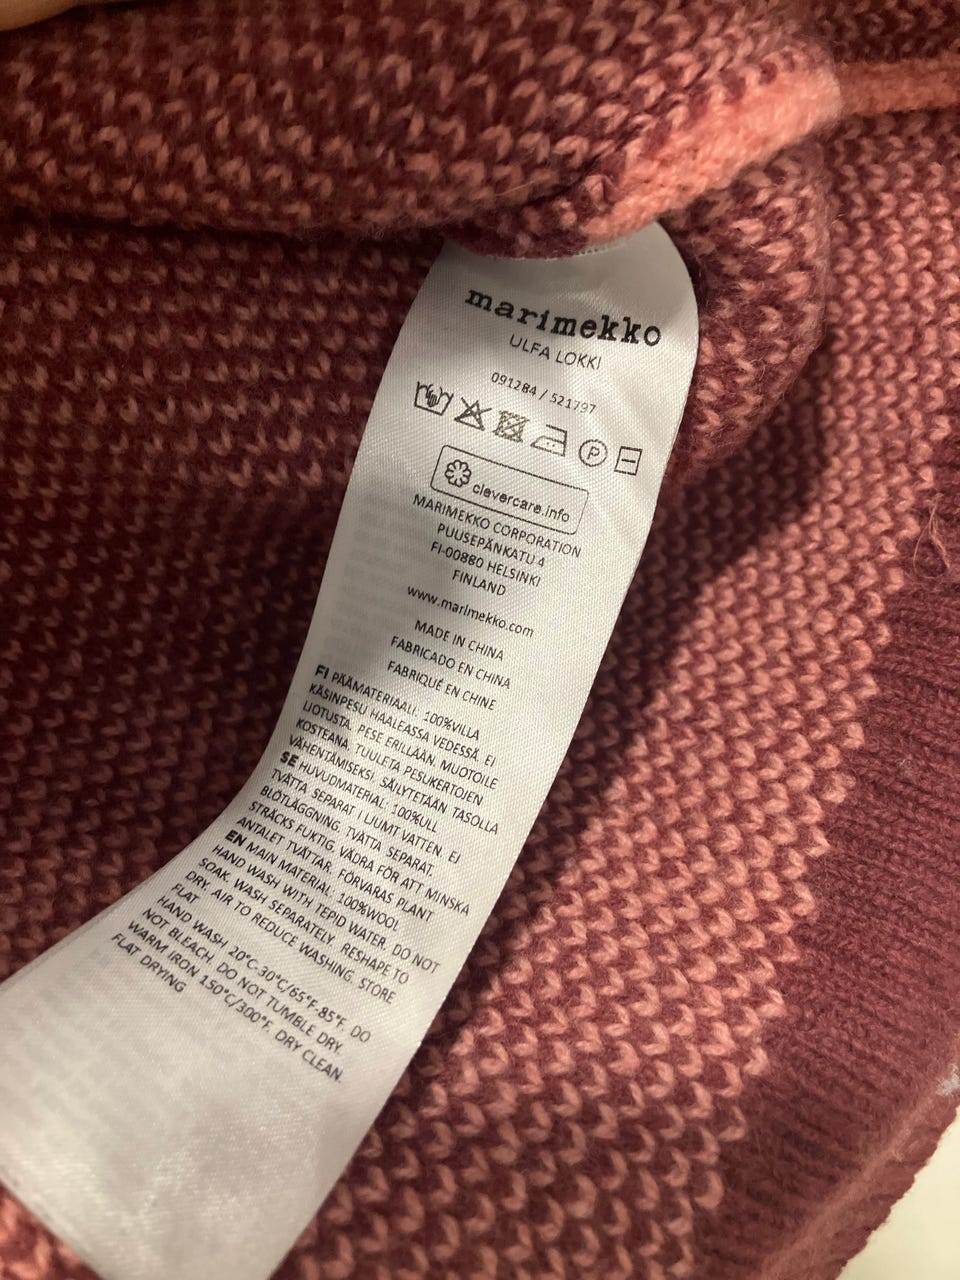 marimekko
ULFA LOKKI
091284 / 521797
P
clevercare.info
MARIMEKKO CORPORATION
PUUSEPÄNKATU 4
FI-00880 HELSINKI
FINLAND
www.marimekko.com
MADE IN CHINA
FABRICADO EN CHINA
FABRIQUÉ EN CHINE
FI PÄÄMATERIAALI: 100%VILLA
KÄSINPESU HAALEASSA VEDESSÄ. EI
LIOTUSTA. PESE ERILLÄÄN. MUOTOILE
KOSTEANA. TUULETA PESUKERTOJEN
VÄHENTÄMISEKSI. SÄILYTETÄÄN TASOLLA
SE HUVUDMATERIAL: 100%ULL
TVÄTTA SEPARAT I LJUMT VATTEN. EJ
BLÖTLÄGGNING. TVÄTTA SEPARAT.
STRÄCKS FUKTIG. VÄDRA FÖR ATT MINSKA
ANTALET TVÄTTAR. FÖRVARAS PLANT
EN MAIN MATERIAL: 100%WOOL
HAND WASH WITH TEPID WATER. DO NOT
SOAK. WASH SEPARATELY. RESHAPE TO
DRY. AIR TO REDUCE WASHING. STORE
FLAT
HAND WASH 20°C-30°C/65°F-85°F. DO
NOT BLEACH. DO NOT TUMBLE DRY.
WARM IRON 150°C/300°F. DRY CLEAN.
FLAT DRYING